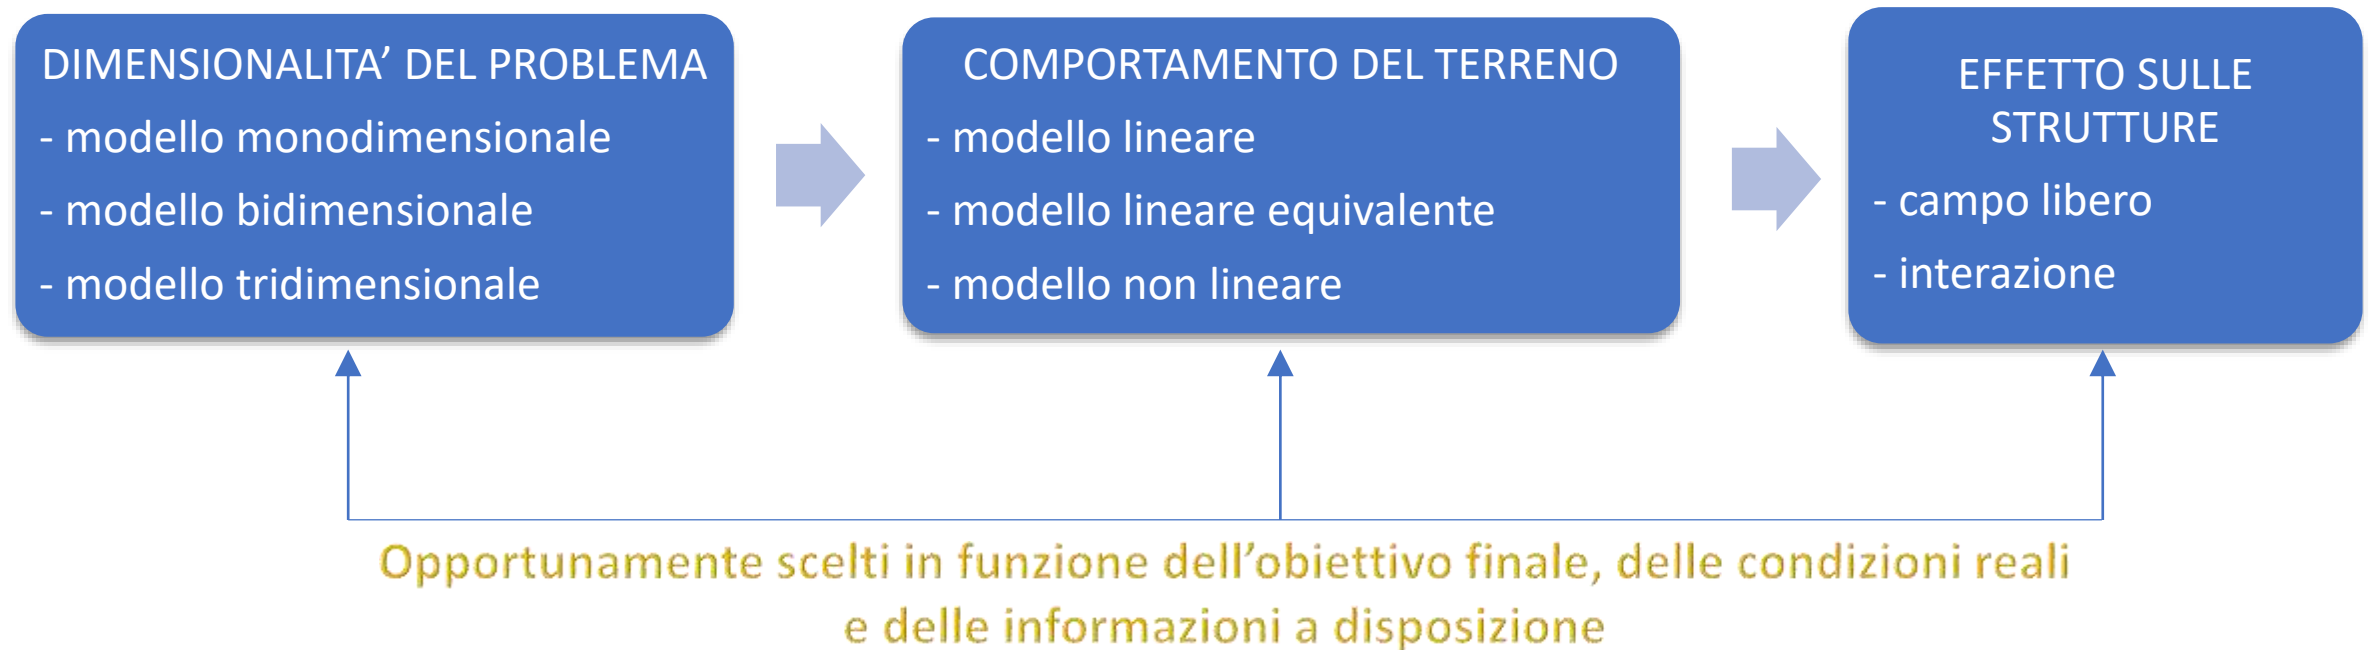 DIMENSIONALITA’ DEL PROBLEMA
- modello monodimensionale
- modello bidimensionale
- modello tridimensionale
COMPORTAMENTO DEL TERRENO
- modello lineare
- modello lineare equivalente
- modello non lineare
EFFETTO SULLE
STRUTTURE
- campo libero
- interazione
Opportunamente scelti in funzione dell’obiettivo finale, delle condizioni reali
e delle informazioni a disposizione